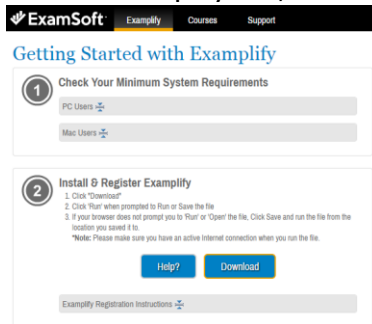 ExamSoft Examplify Courses Support
Getting Started with Examplify
1 Check Your Minimum System Requirements
PC Users
Mac Users
2 Install & Register Examplify
1. Click "Download"
2. Click 'Run' when prompted to Run or Save the file
3. If your browser does not prompt you to 'Run' or 'Open' the file, Click Save and run the file from the
location you saved it to.
*Note: Please make sure you have an active Internet connection when you run the file.
Help? Download
Examplify Registration Instructions